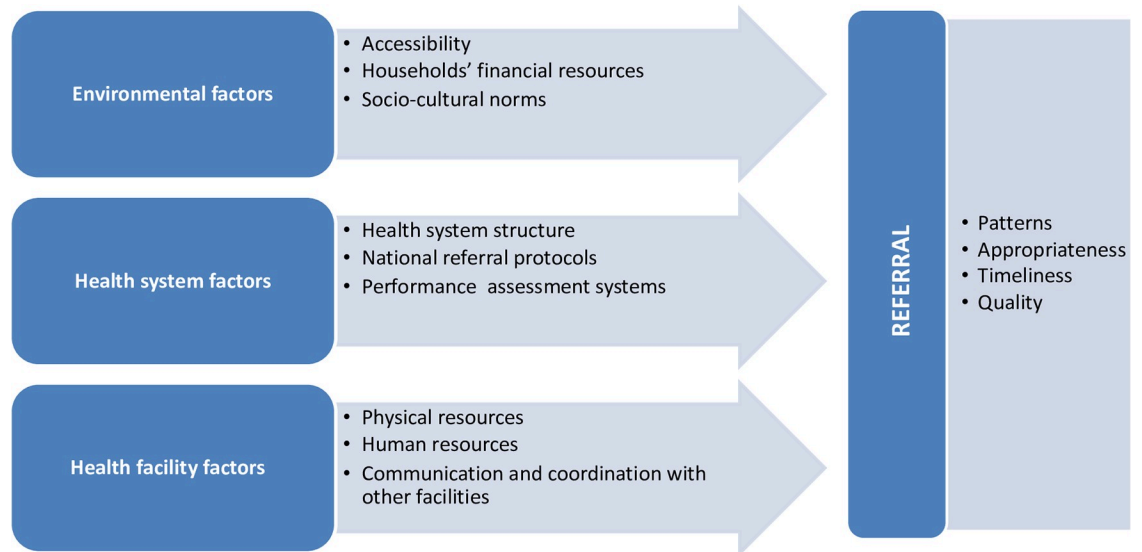 Environmental factors
• Accessibility
• Households’ financial resources
• Socio-cultural norms
Health system factors
• Health system structure
• National referral protocols
• Performance  assessment systems
Health facility factors
• Physical resources
• Human resources
• Communication and coordination with
other facilities
REFERRAL
• Patterns
• Appropriateness
• Timeliness
• Quality